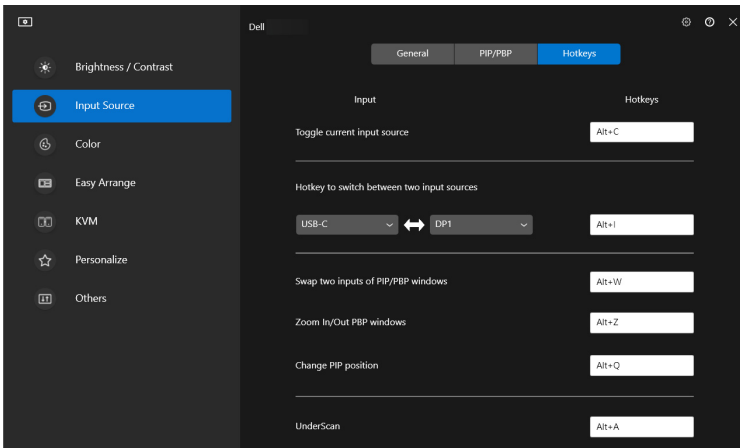 Dell
General PIP/PBP Hotkeys
Brightness / Contrast
Input Source
Color
Easy Arrange
KVM
Personalize
Others
Input Hotkeys
Toggle current input source Alt+C
Hotkey to switch between two input sources
USB-C DP1 Alt+I
Swap two inputs of PIP/PBP windows Alt+W
Zoom In/Out PBP windows Alt+Z
Change PIP position Alt+Q
UnderScan Alt+A